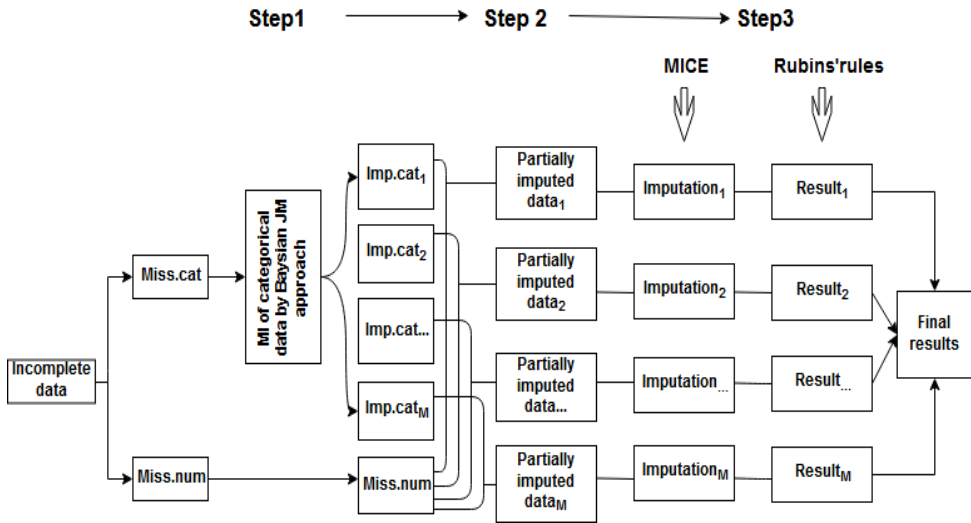 Step1
Step 2
Step3
MICE
Rubins'rules
Incomplete
data
Miss.cat
Miss.num
MI of categorical
data by Baysian JM
approach
Imp.cat1
Imp.cat2
Imp.cat...
Imp.catM
Miss.num
Partially
imputed
data1
Partially
imputed
data2
Partially
imputed
data...
Partially
imputed
dataM
Imputation1
Imputation2
Imputation...
ImputationM
Result1
Result2
Result...
ResultM
Final
results